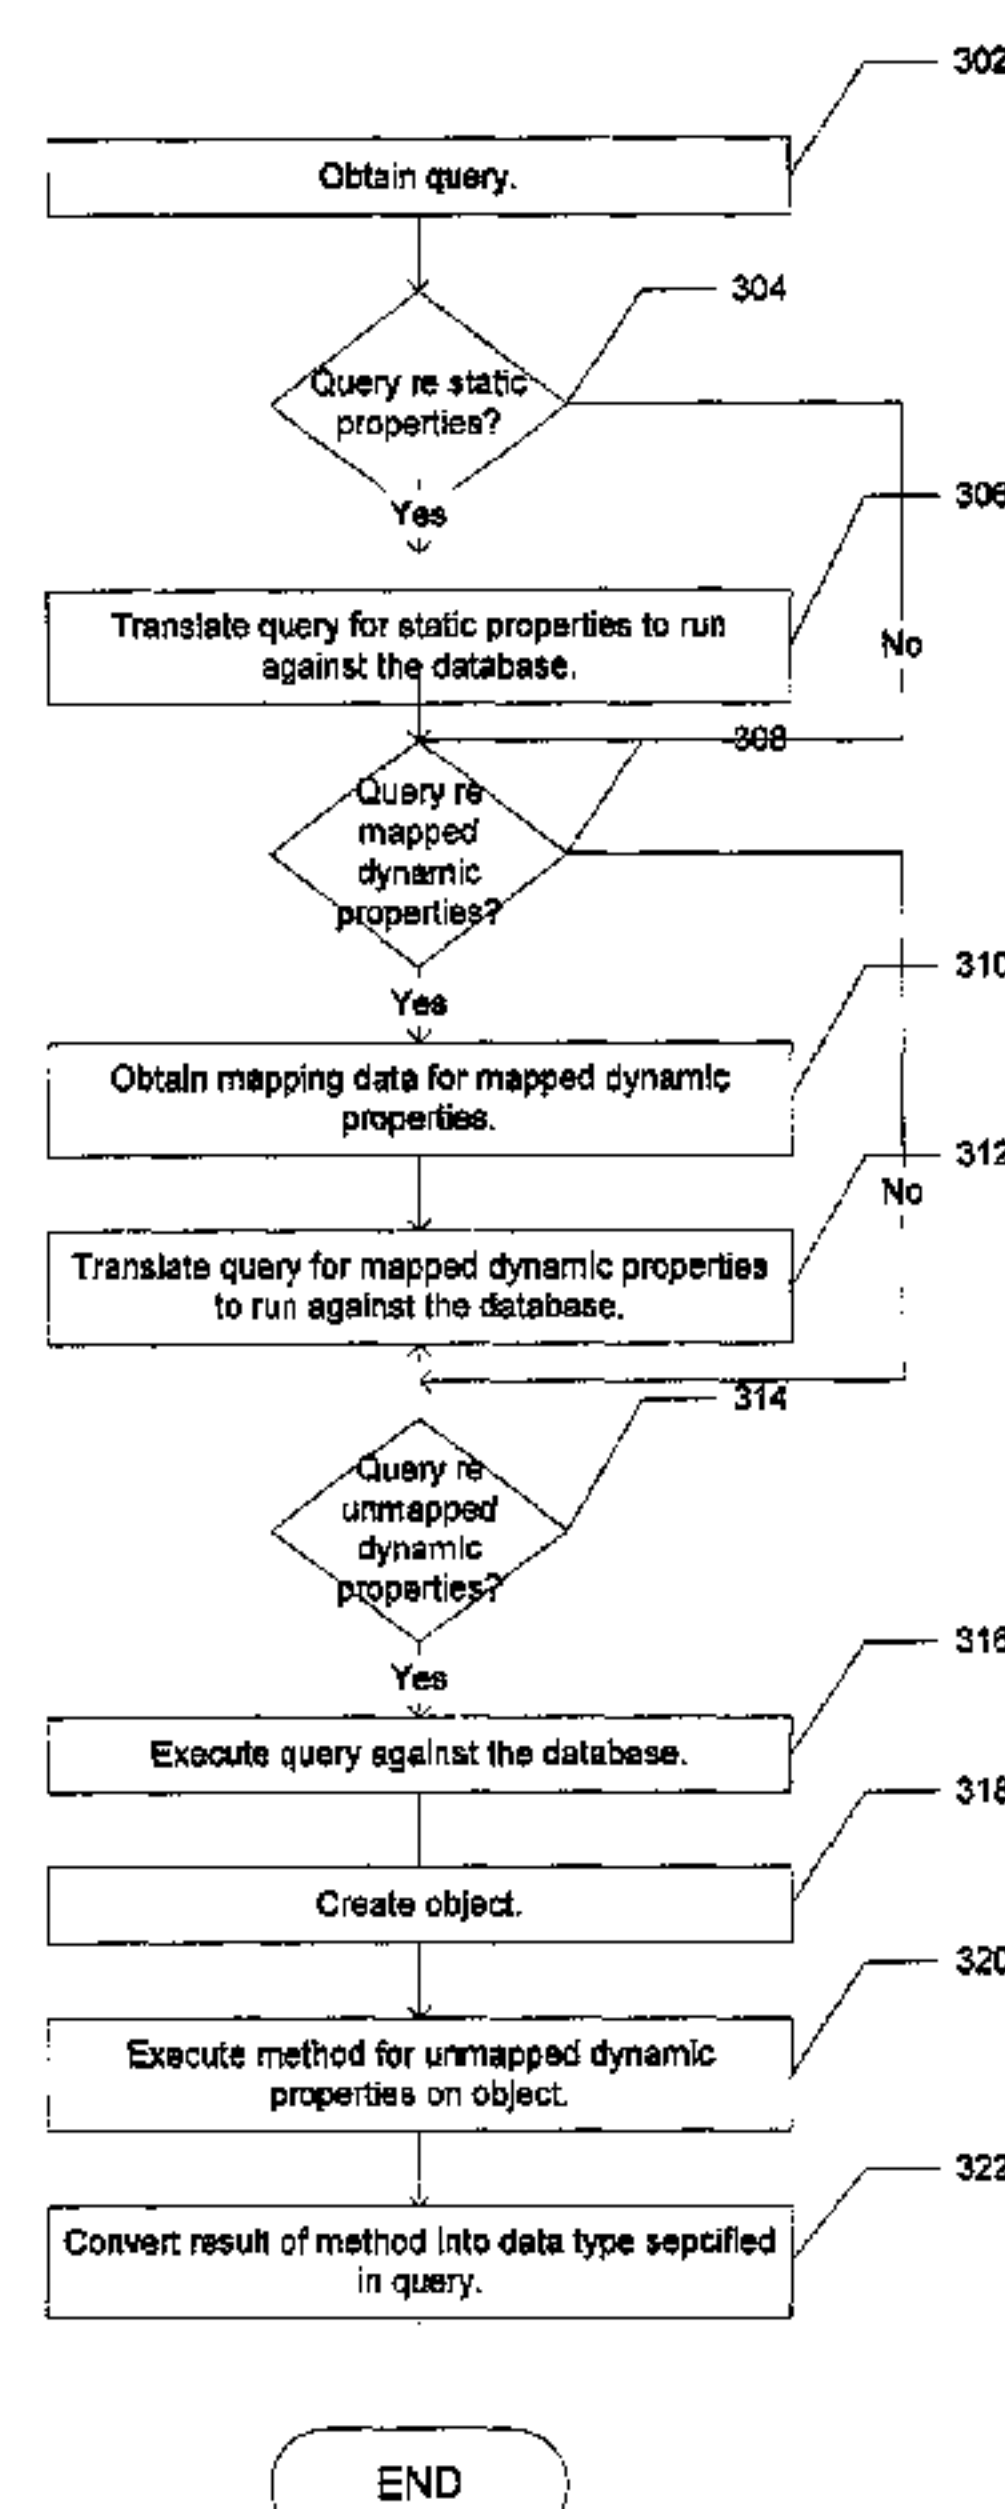 302
Obtain query.
304
Query re static
properties?
Yes
306
Translate query for static properties to run
against the database.
No
308
Query re
mapped
dynamic
properties?
Yes
310
Obtain mapping data for mapped dynamic
properties.
312
No
Translate query for mapped dynamic properties
to run against the database.
314
Query re
unmapped
dynamic
properties?
Yes
316
Execute query against the database.
318
Create object.
320
Execute method for unmapped dynamic
properties on object.
322
Convert result of method into data type sepcified
in query.
END